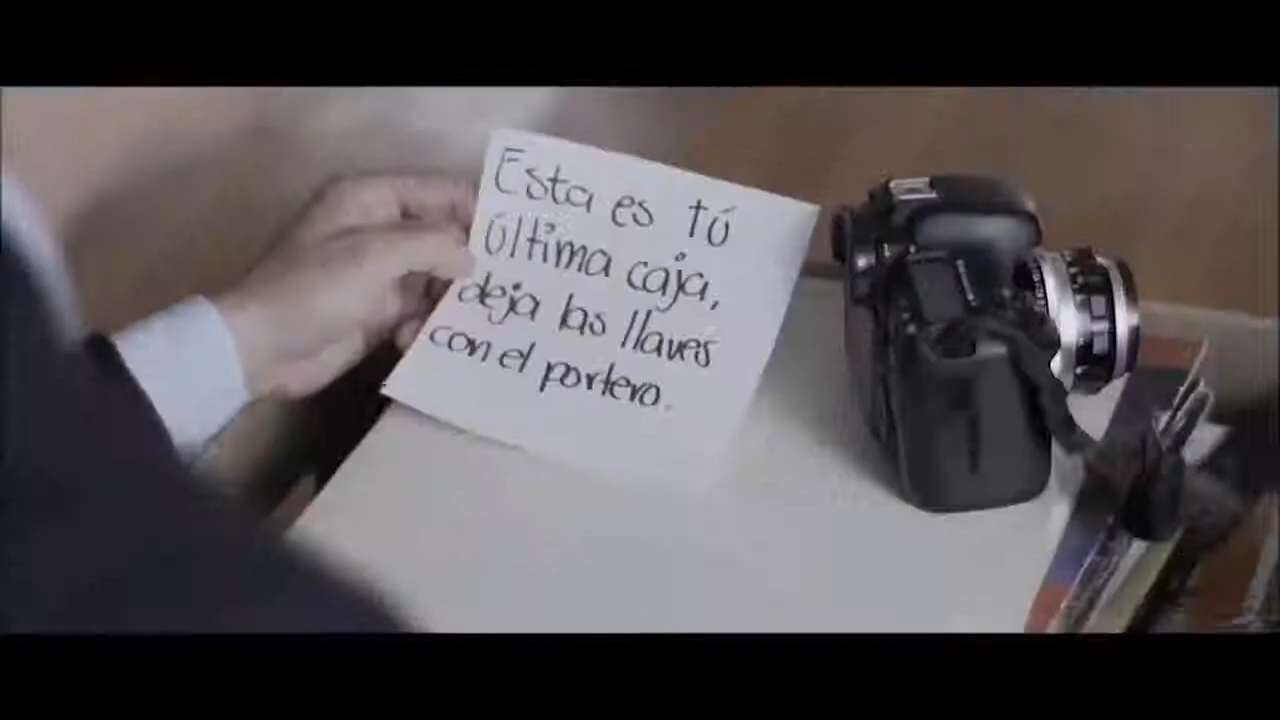 Esta es tú
última caja,
deja las llaves
con el portero.